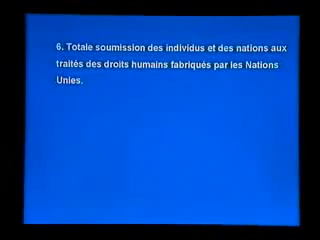 6. Totale soumission des individus et des nations aux
traités des droits humains fabriqués par les Nations
Unies.